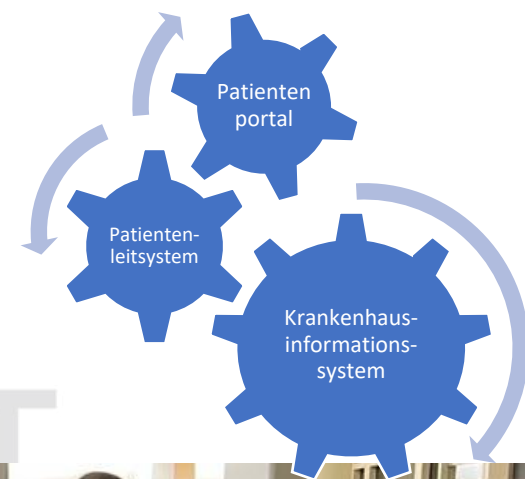 Patienten
portal
Patienten-
leitsystem
Krankenhaus-
informations-
system